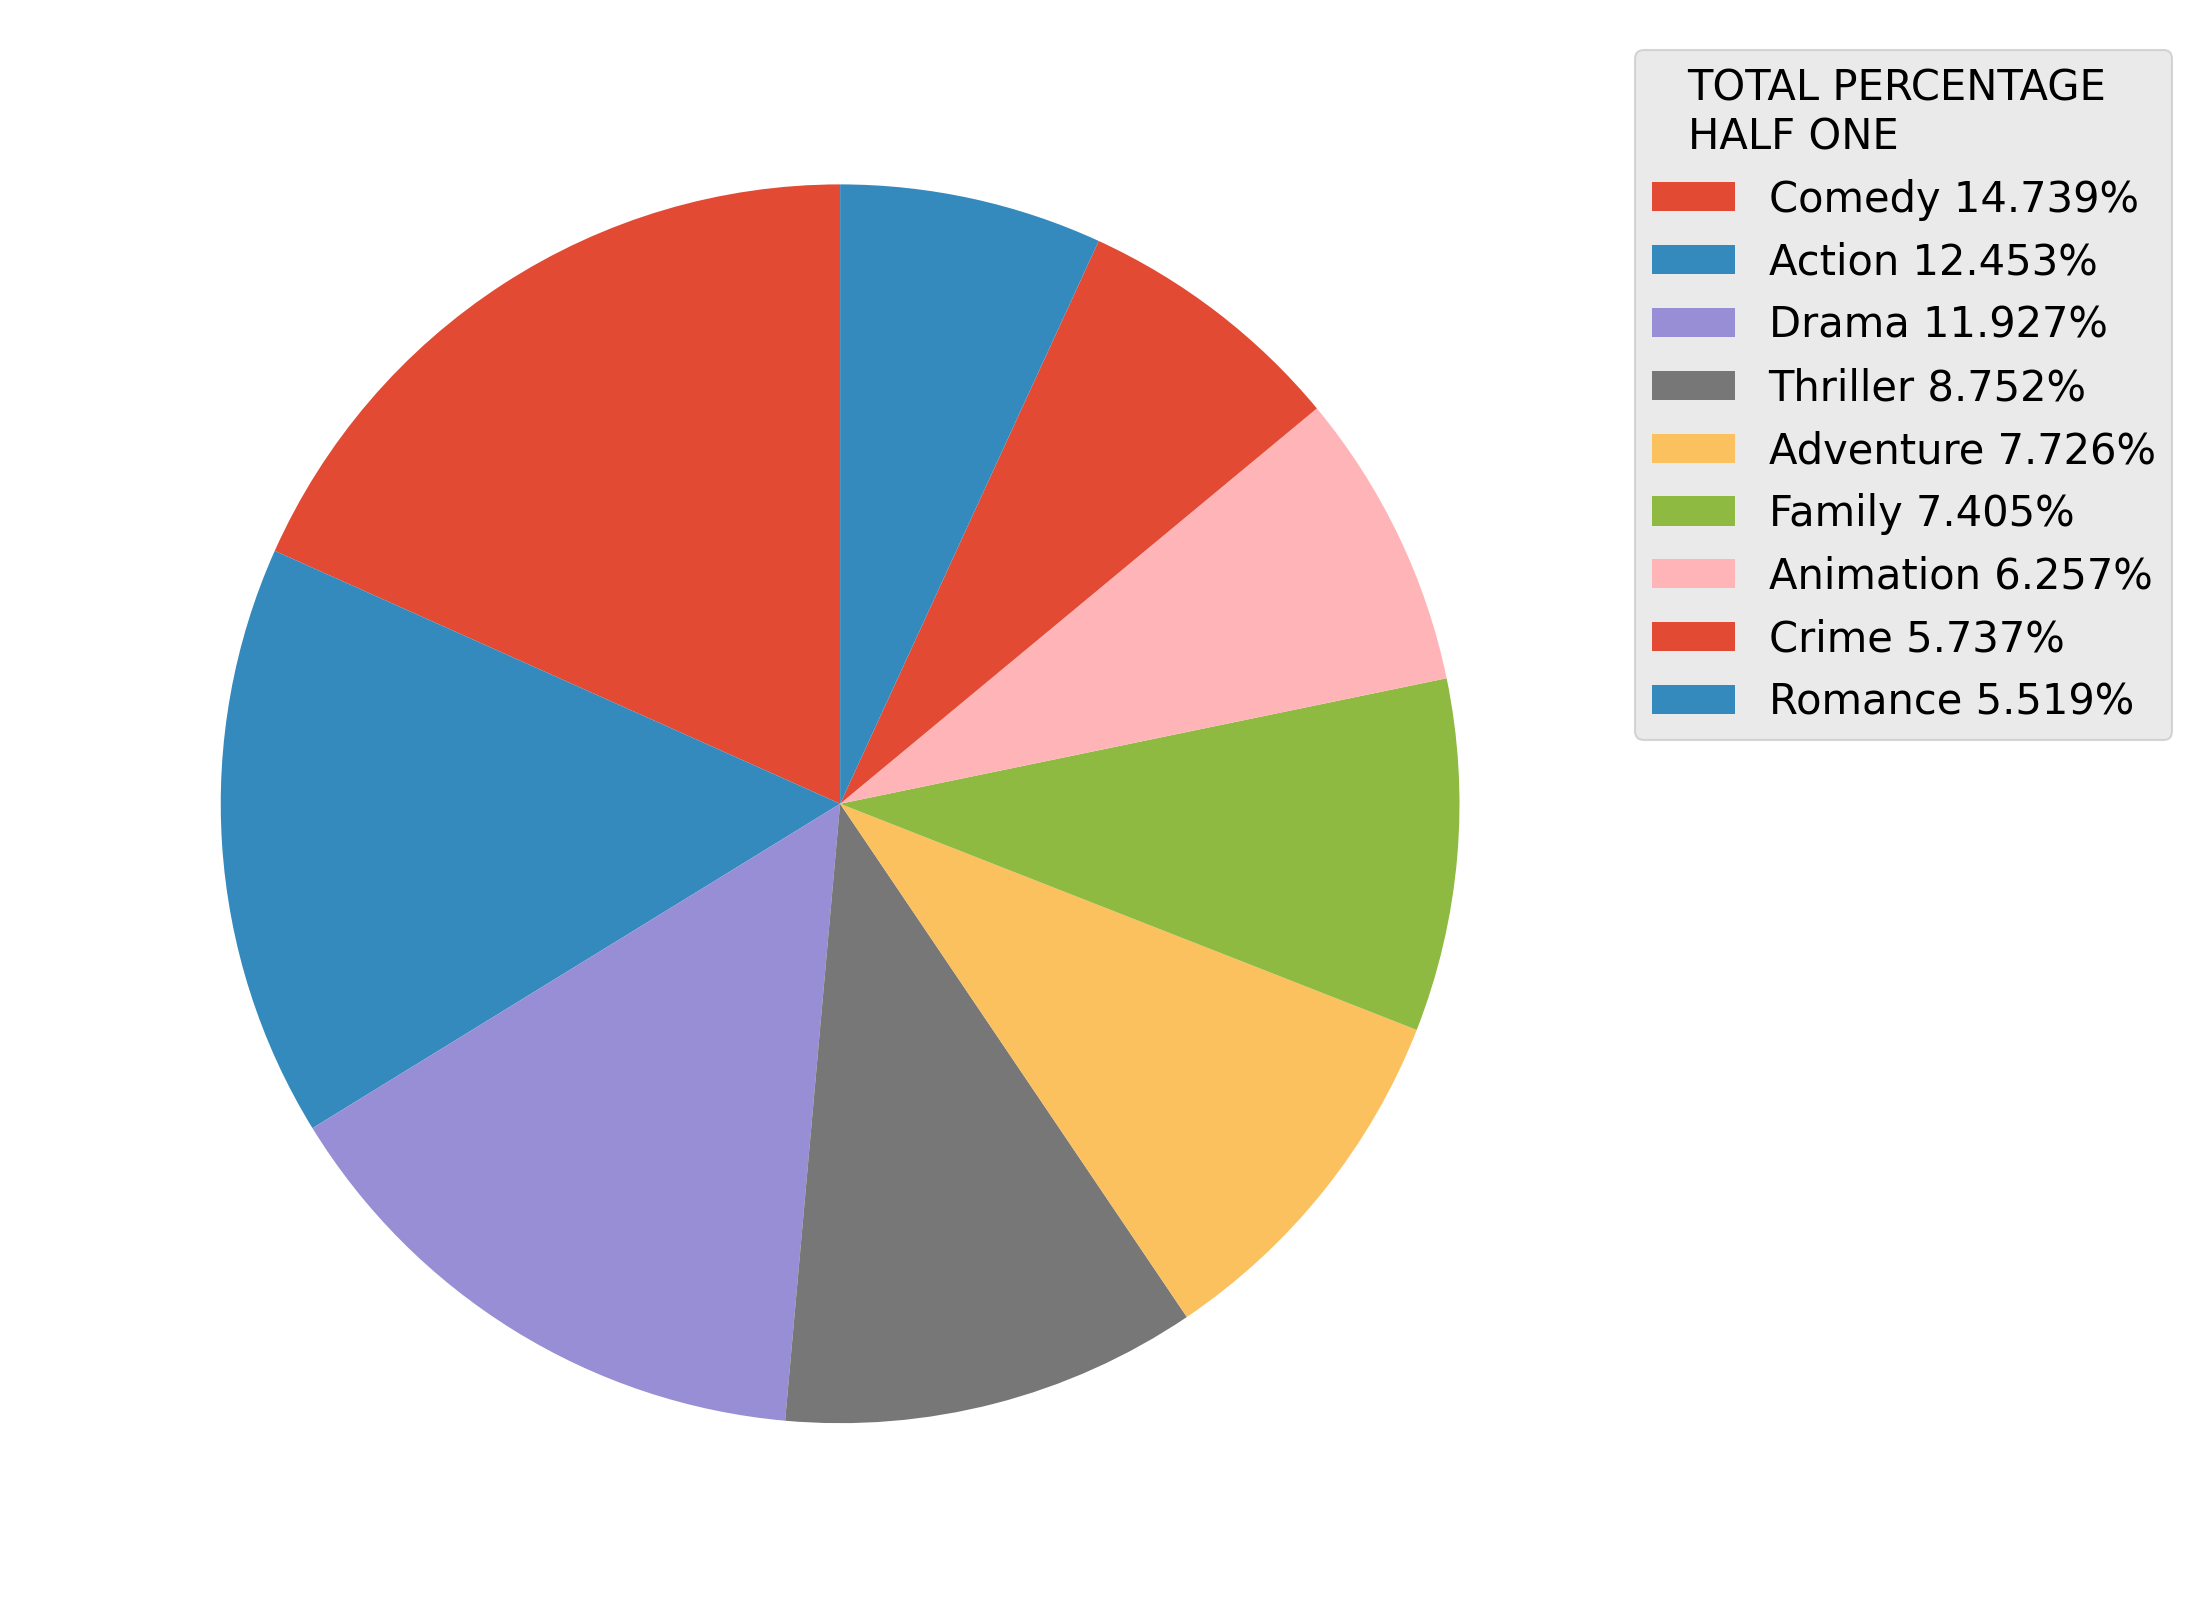 TOTAL PERCENTAGE
HALF ONE
Comedy 14.739%
Action 12.453%
Drama 11.927%
Thriller 8.752%
Adventure 7.726%
Family 7.405%
Animation 6.257%
Crime 5.737%
Romance 5.519%